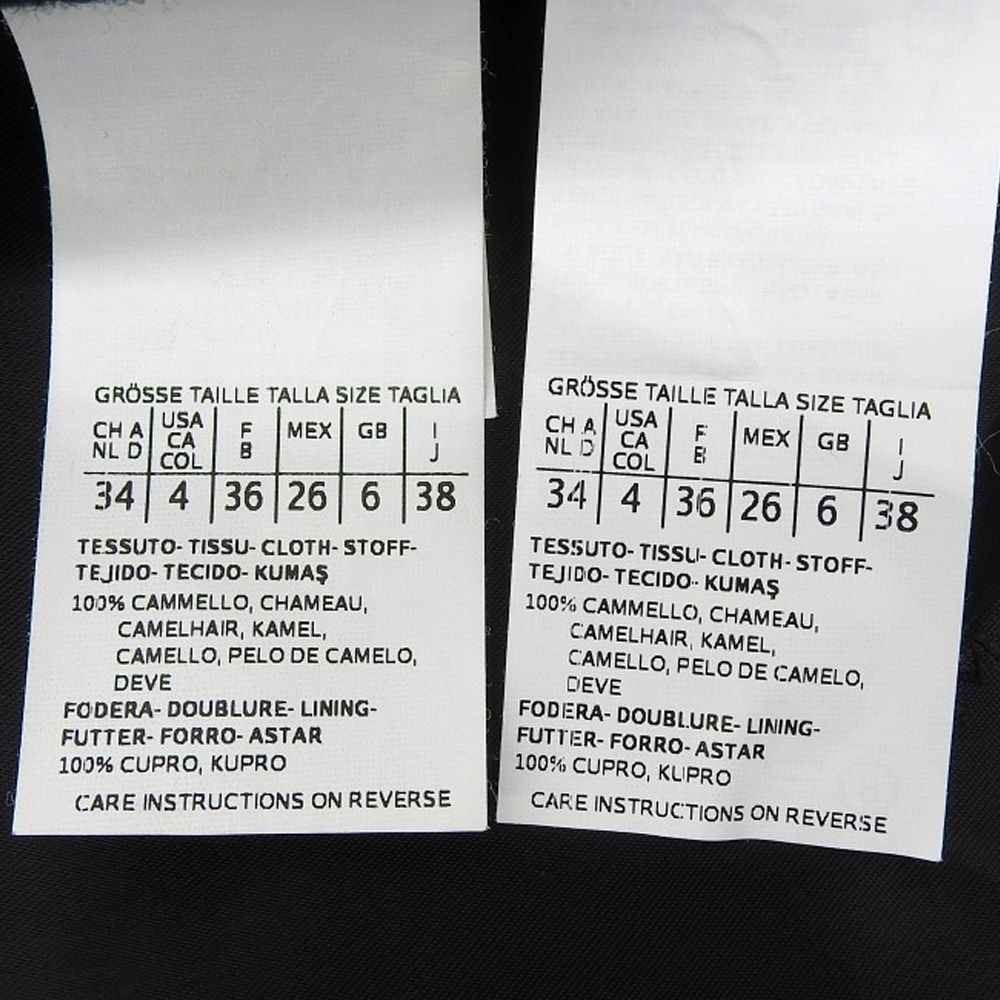 GRÖSSE TAILLE TALLA SIZE TAGLIA
CH A NL D | USA CA COL | F B | MEX | GB | I J
34 | 4 | 36 | 26 | 6 | 38
TESSUTO- TISSU- CLOTH- STOFF-
TEJIDO- TECIDO- KUMAŞ
100% CAMMELLO, CHAMEAU,
CAMELHAIR, KAMEL,
CAMELLO, PELO DE CAMELO,
DEVE
FODERA- DOUBLURE- LINING-
FUTTER- FORRO- ASTAR
100% CUPRO, KUPRO
CARE INSTRUCTIONS ON REVERSE
GRÖSSE TAILLE TALLA SIZE TAGLIA
CH A NL D | USA CA COL | F B | MEX | GB | I J
34 | 4 | 36 | 26 | 6 | 38
TESSUTO- TISSU- CLOTH- STOFF-
TEJIDO- TECIDO- KUMAŞ
100% CAMMELLO, CHAMEAU,
CAMELHAIR, KAMEL,
CAMELLO, PELO DE CAMELO,
DEVE
FODERA- DOUBLURE- LINING-
FUTTER- FORRO- ASTAR
100% CUPRO, KUPRO
CARE INSTRUCTIONS ON REVERSE